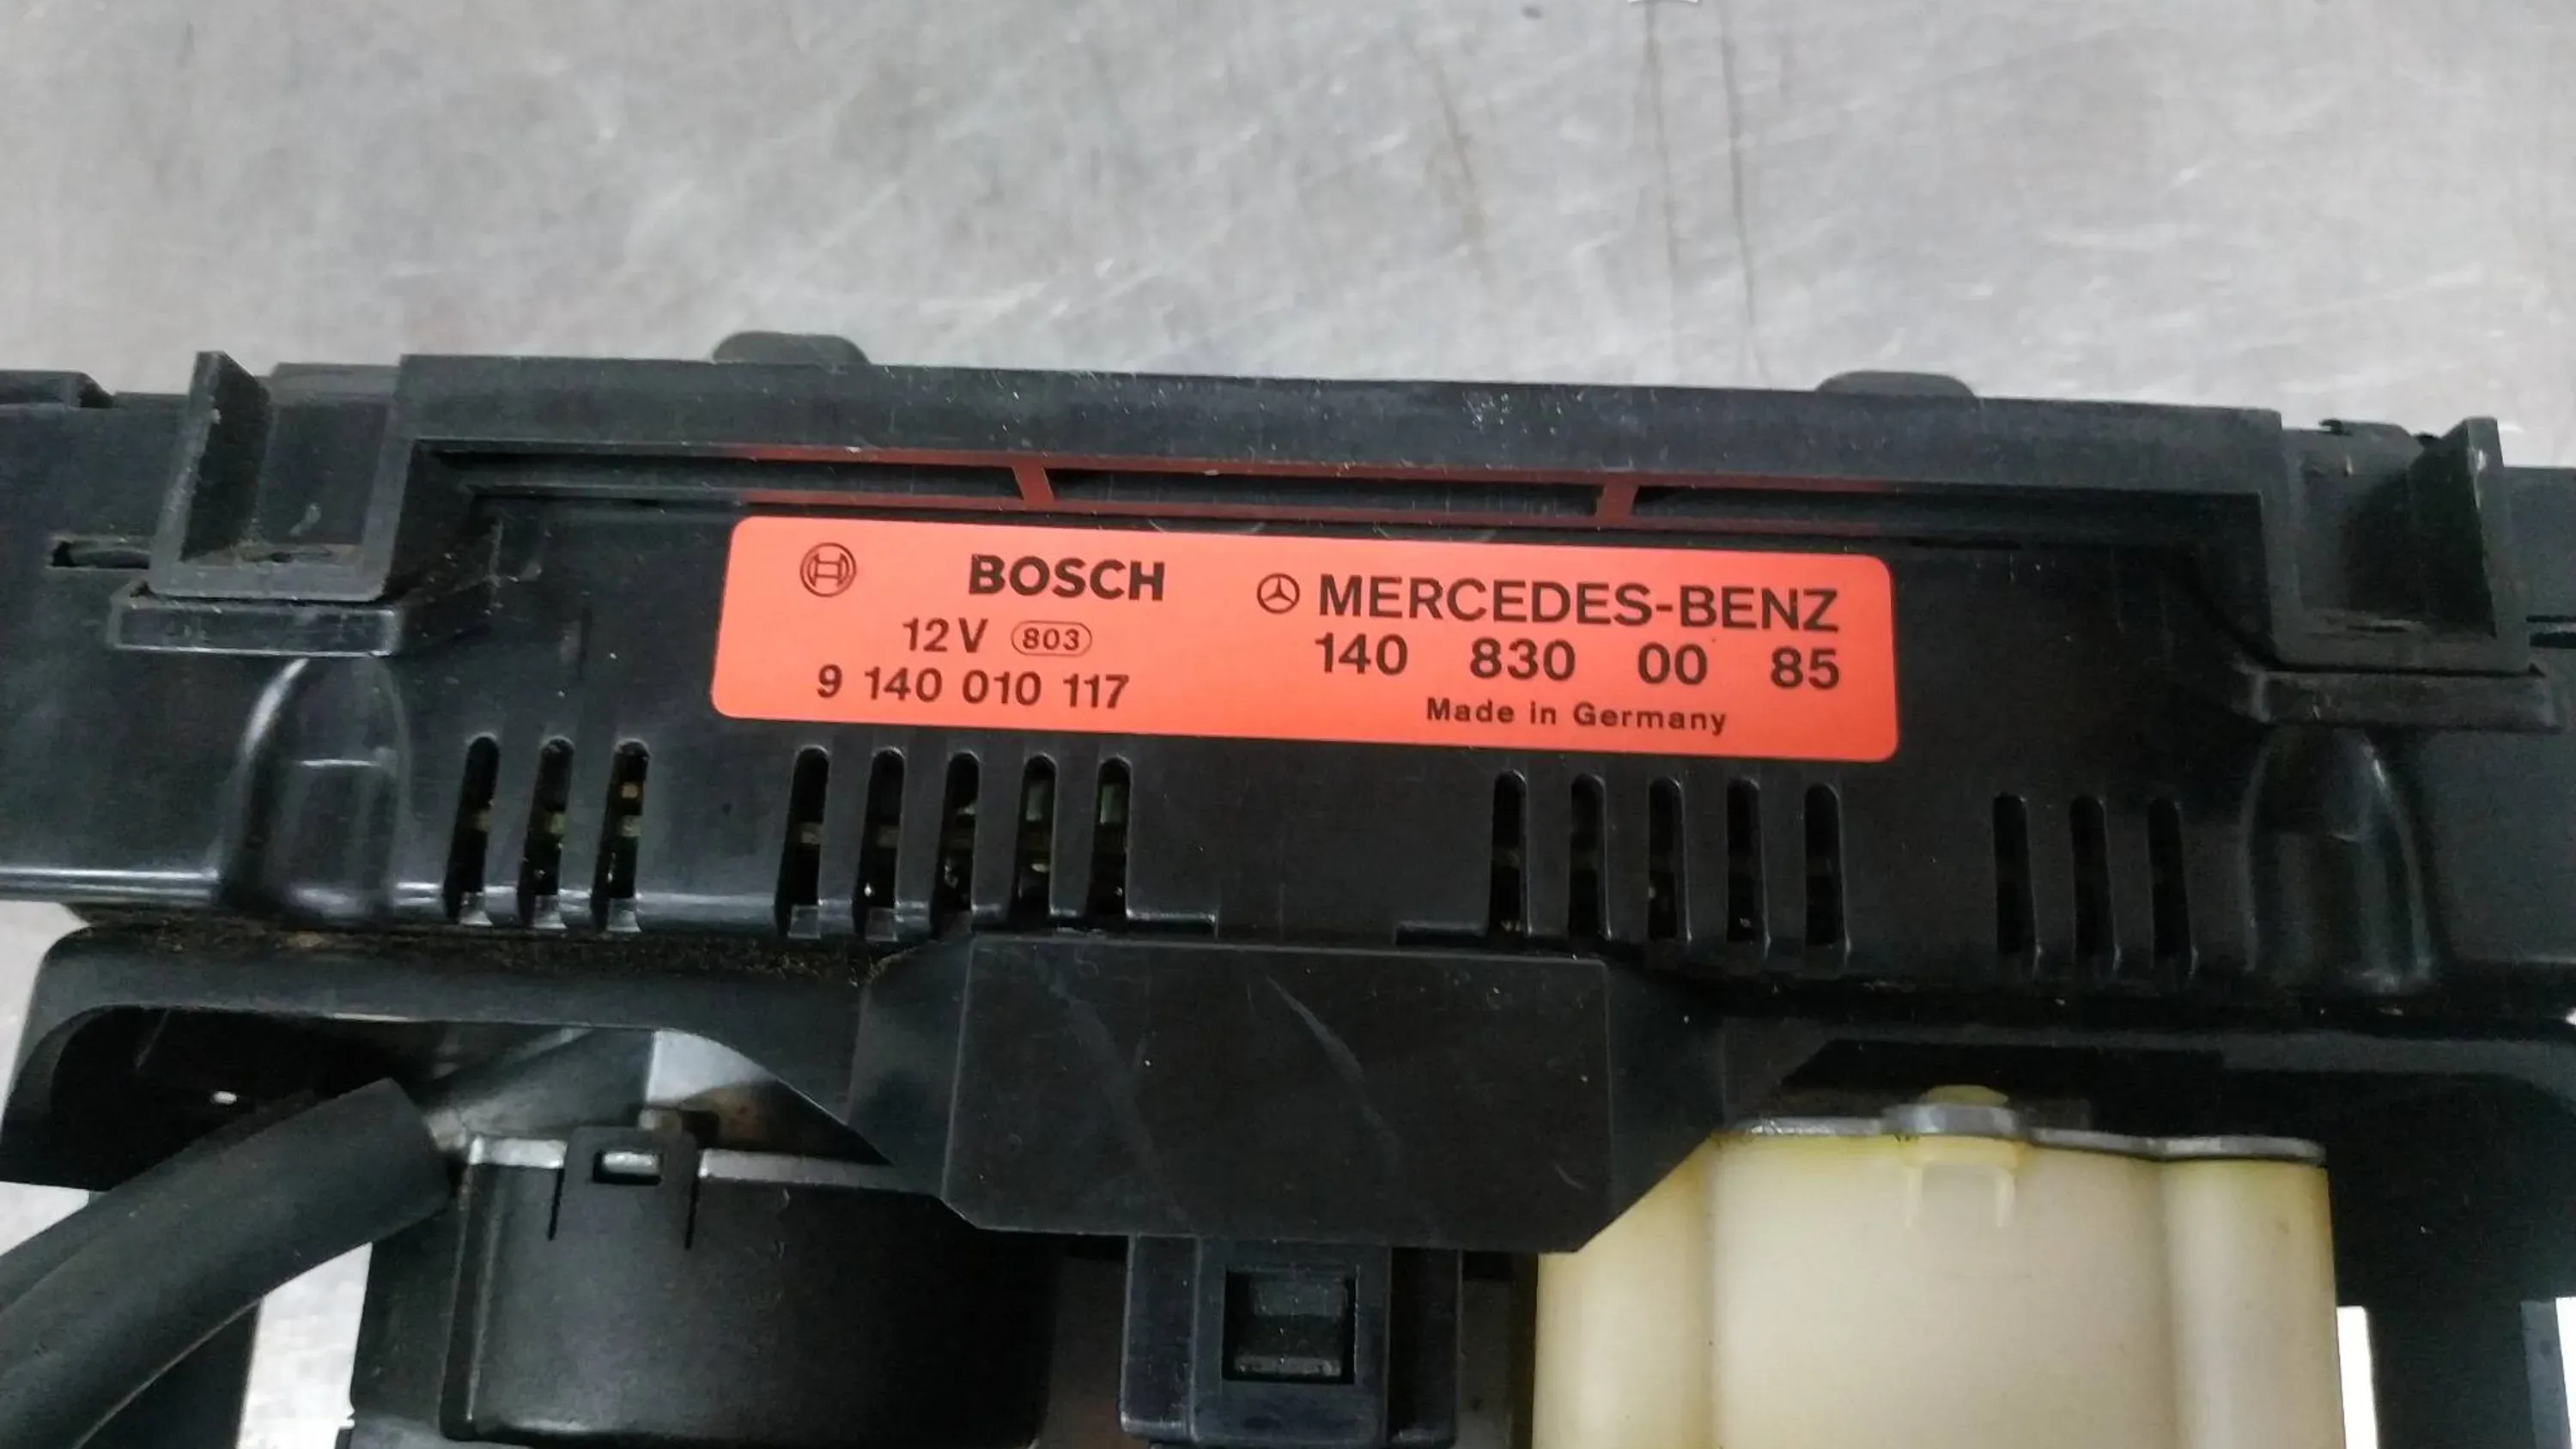 BOSCH
12V 803
9 140 010 117
MERCEDES-BENZ
140 830 00 85
Made in Germany